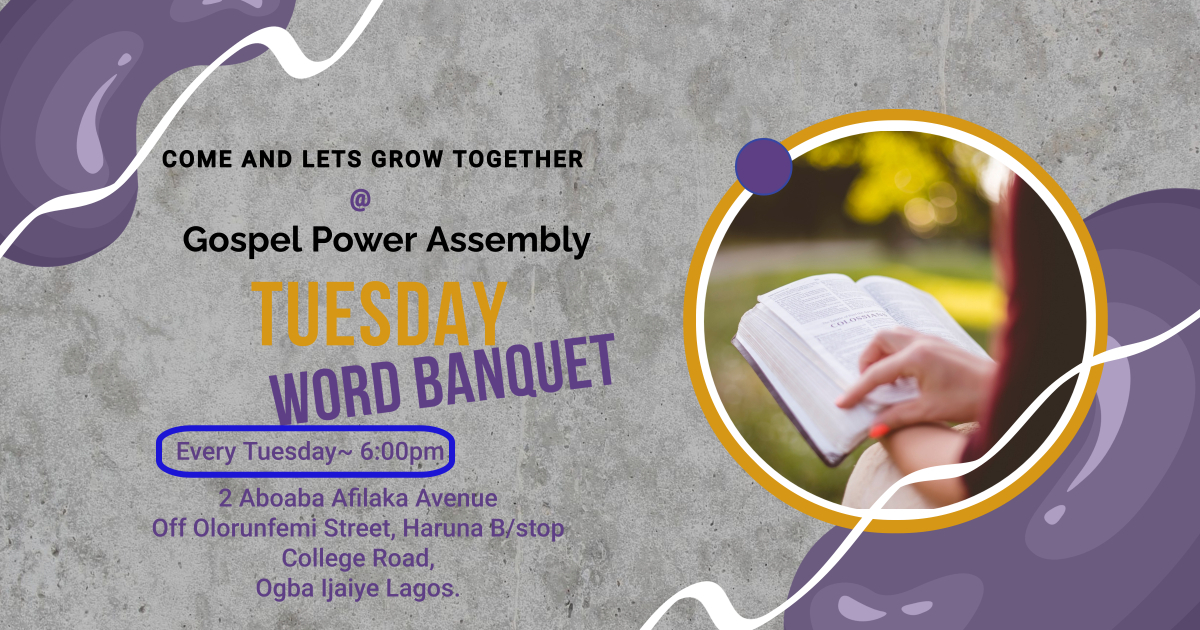 COME AND LETS GROW TOGETHER
@
Gospel Power Assembly
TUESDAY
WORD BANQUET
Every Tuesday~ 6:00pm
2 Aboaba Afilaka Avenue
Off Olorunfemi Street, Haruna B/stop
College Road,
Ogba Ijaiye Lagos.
COLOSSIANS